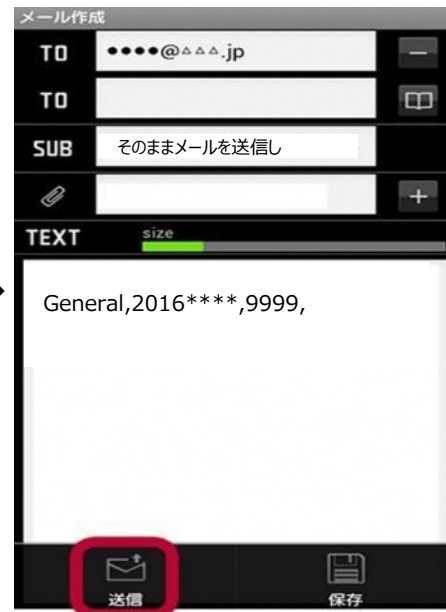 メール作成
TO ●●●●@△△△.jp
TO
SUB そのままメールを送信し
TEXT size
General,2016****,9999,
送信 保存